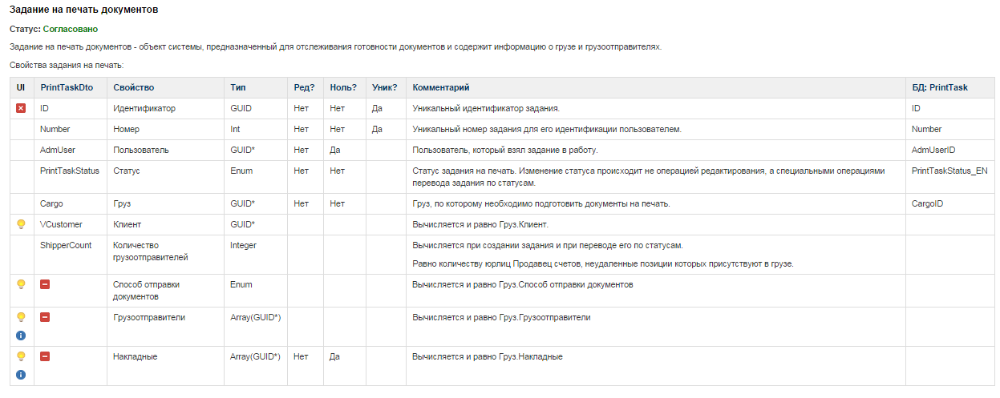 Задание на печать документов
Статус: Согласовано
Задание на печать документов - объект системы, предназначенный для отслеживания готовности документов и содержит информацию о грузе и грузоотправителях.
Свойства задания на печать:
UI PrintTaskDto Свойство Тип Ред? Ноль? Уник? Комментарий БД: PrintTask
ID Идентификатор GUID Нет Нет Да Уникальный идентификатор задания. ID
Number Номер Int Нет Нет Да Уникальный номер задания для его идентификации пользователем. Number
AdmUser Пользователь GUID* Нет Да Пользователь, который взял задание в работу. AdmUserID
PrintTaskStatus Статус Enum Нет Нет Статус задания на печать. Изменение статуса происходит не операцией редактирования, а специальными операциями PrintTaskStatus_EN
перевода задания по статусам.
Cargo Груз GUID* Нет Нет Груз, по которому необходимо подготовить документы на печать. CargoID
\/Customer Клиент GUID* Вычисляется и равно Груз.Клиент.
ShipperCount Количество Integer Вычисляется при создании задания и при переводе его по статусам.
грузоотправителей
Равно количеству юрлиц Продавец счетов, неудаленные позиции которых присутствуют в грузе.
Способ отправки Enum Вычисляется и равно Груз.Способ отправки документов
документов
Грузоотправители Array(GUID*) Вычисляется и равно Груз.Грузоотправители
Накладные Array(GUID*) Нет Да Вычисляется и равно Груз.Накладные